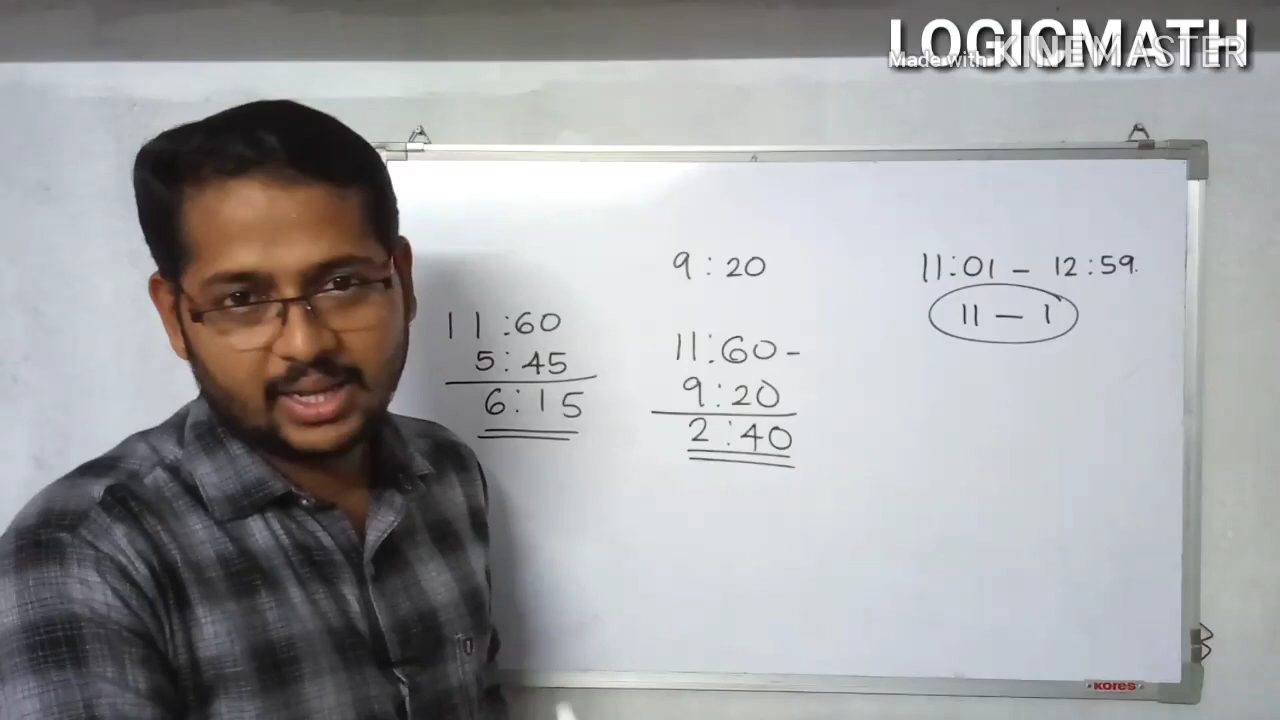 LOGICMATH
Made with KINEMASTER
11:60
5:45
6:15
9:20
11:60-
9:20
2:40
11:01 - 12:59.
11 - 1
KORES